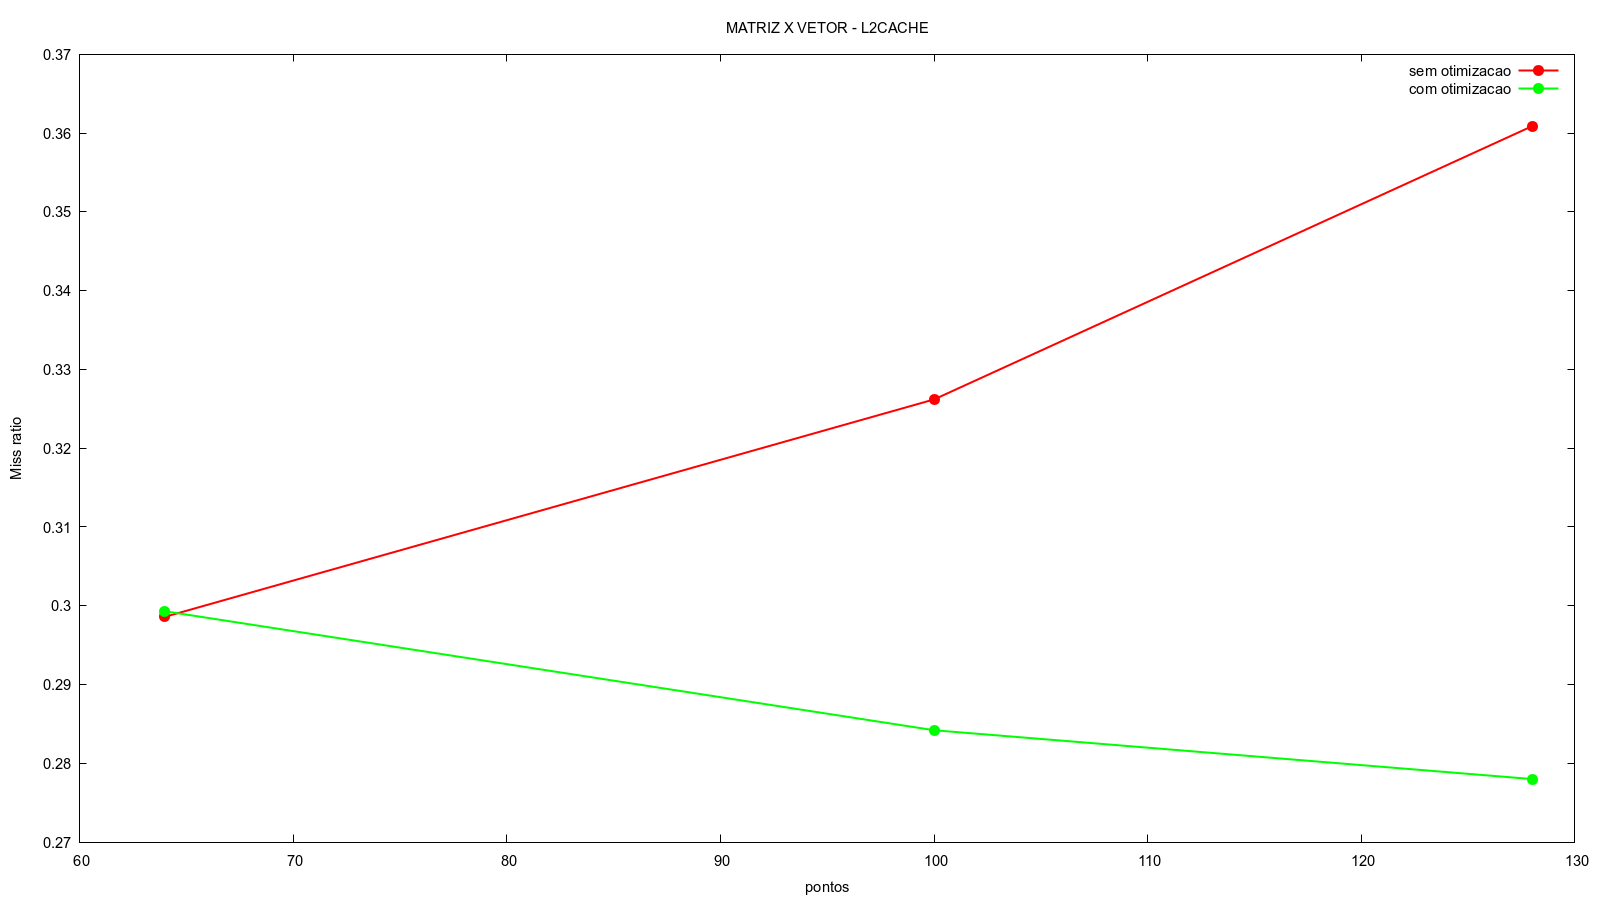 MATRIZ X VETOR - L2CACHE
sem otimizacao
com otimizacao
0.37
0.36
0.35
0.34
0.33
0.32
0.31
0.3
0.29
0.28
0.27
Miss ratio
60 70 80 90 100 110 120 130
pontos